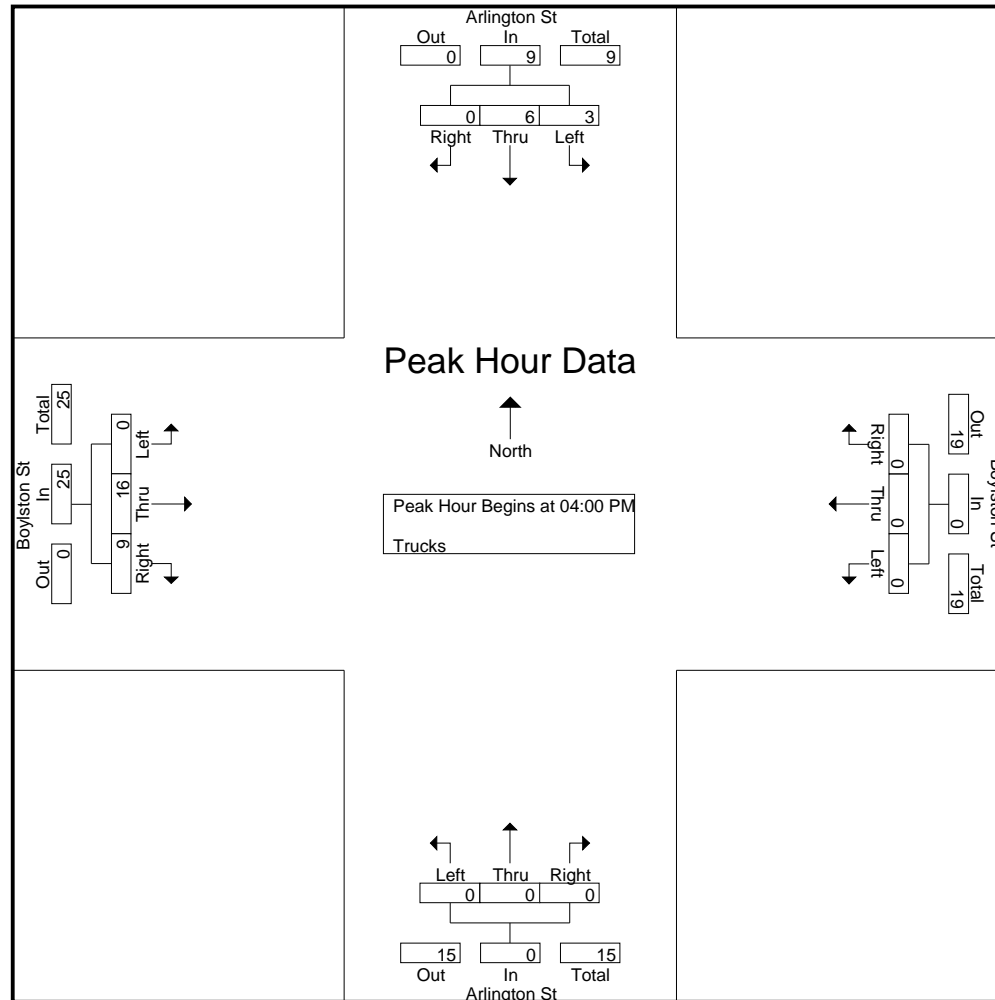 Arlington St
Out In Total
0 9 9
0 6 3
Right Thru Left
Peak Hour Data
North
Peak Hour Begins at 04:00 PM
Trucks
Boylston St
Out In Total
0 25 25
0 16 9
Left Thru Right
Boylston St
Out In Total
19 0 19
0 0 0
Right Thru Left
Left Thru Right
0 0 0
15 0 15
Out In Total
Arlington St